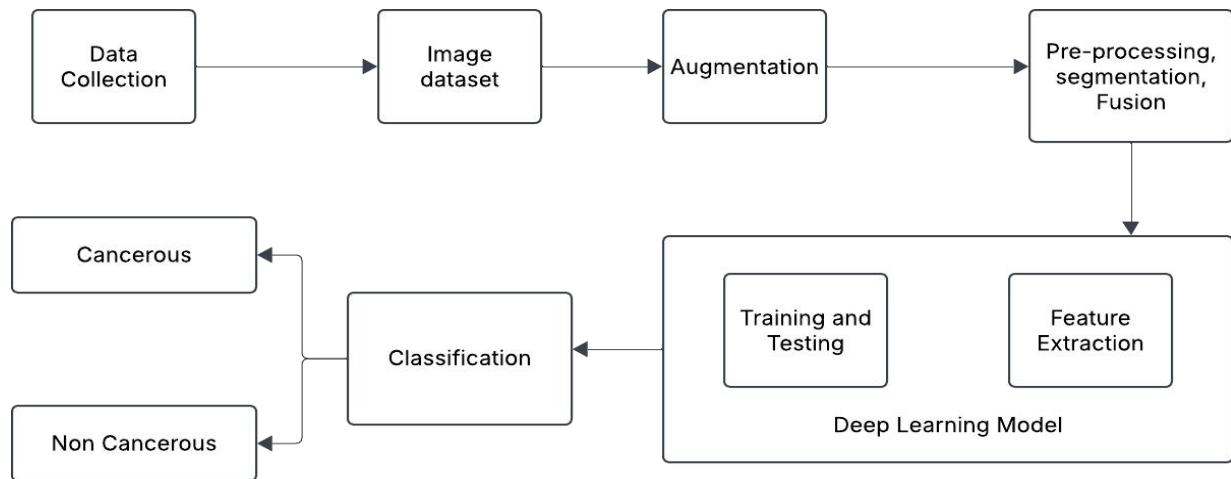 Data
Collection
Image
dataset
Augmentation
Pre-processing,
segmentation,
Fusion
Cancerous
Non Cancerous
Classification
Training and
Testing
Feature
Extraction
Deep Learning Model